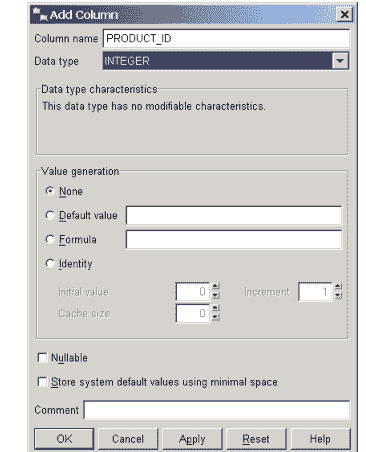 Add Column
Column name PRODUCT_ID
Data type INTEGER
Data type characteristics
This data type has no modifiable characteristics.
Value generation
None
Default value
Formula
Identity
Initial value 0 Increment 1
Cache size 0
Nullable
Store system default values using minimal space
Comment
OK Cancel Apply Reset Help